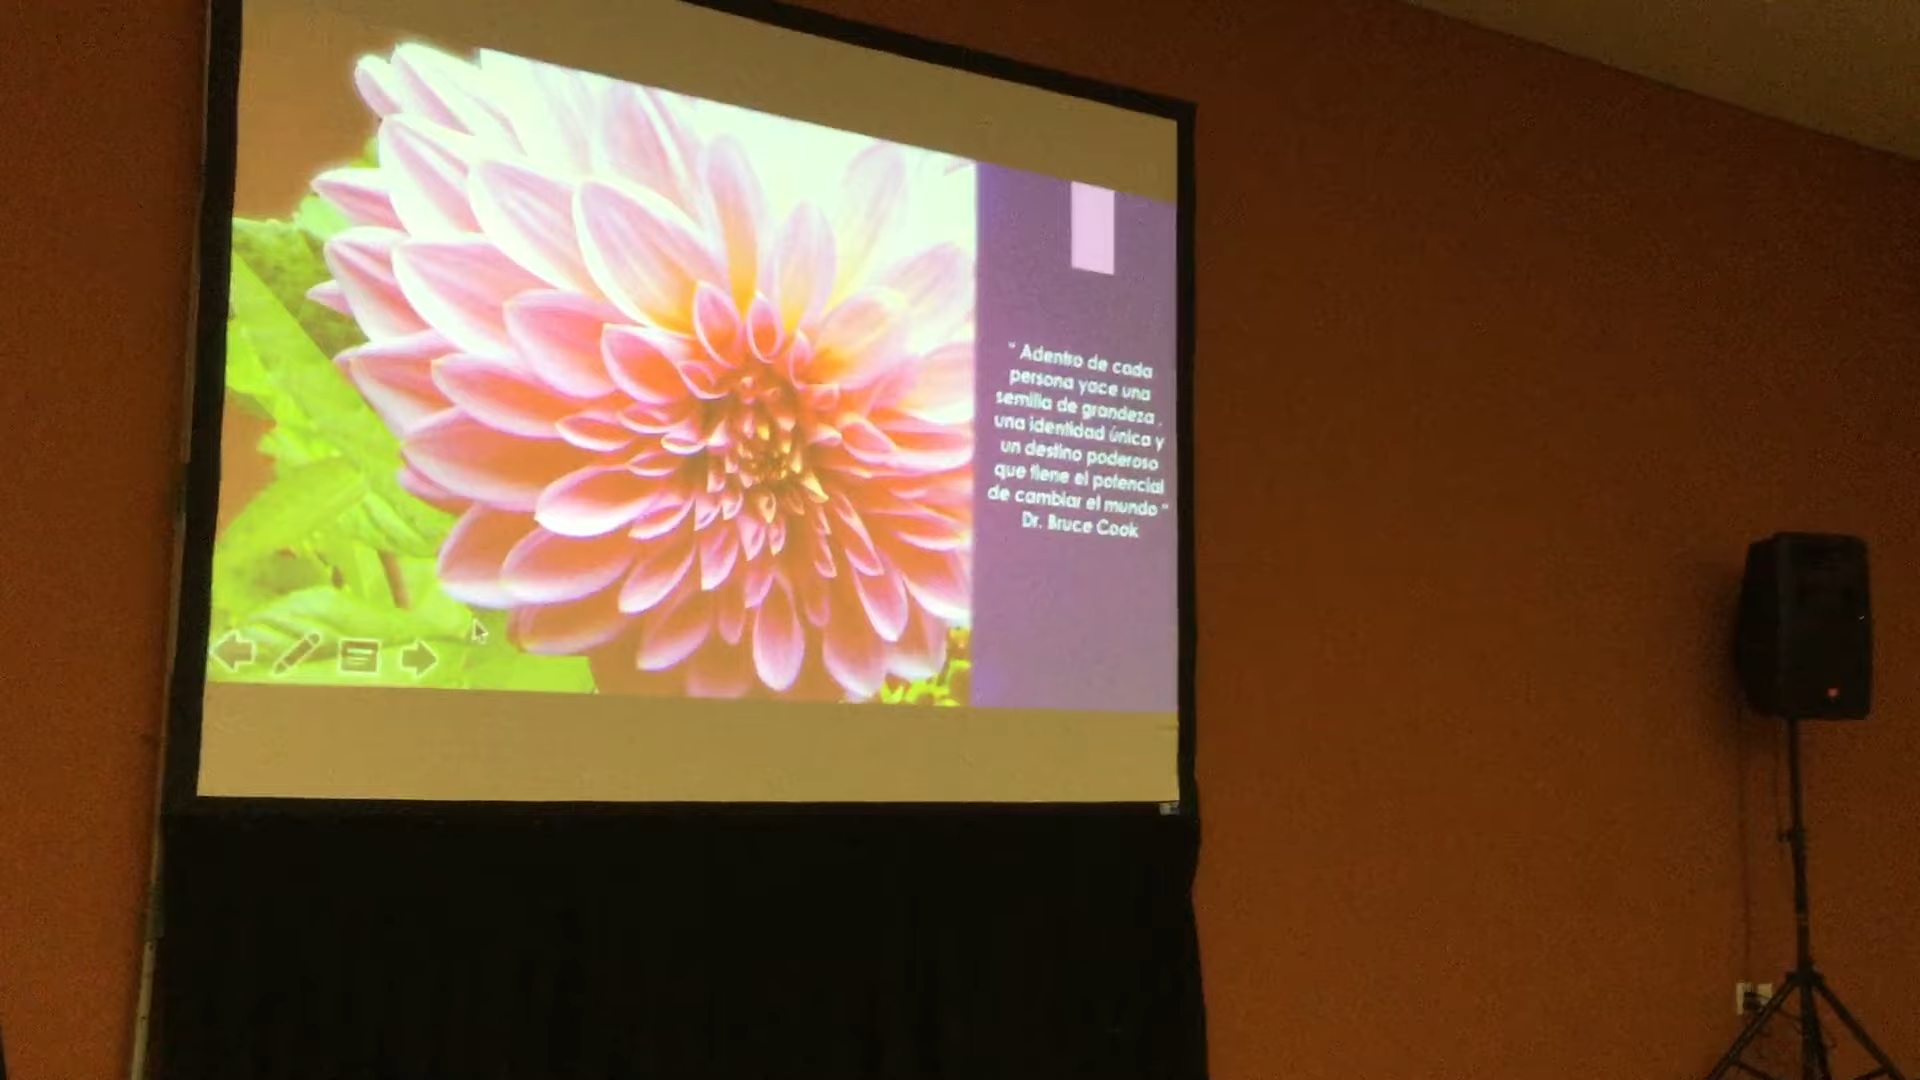 " Adentro de cada
persona yace una
semilla de grandeza ,
una identidad única y
un destino poderoso
que tiene el potencial
de cambiar el mundo "
Dr. Bruce Cook